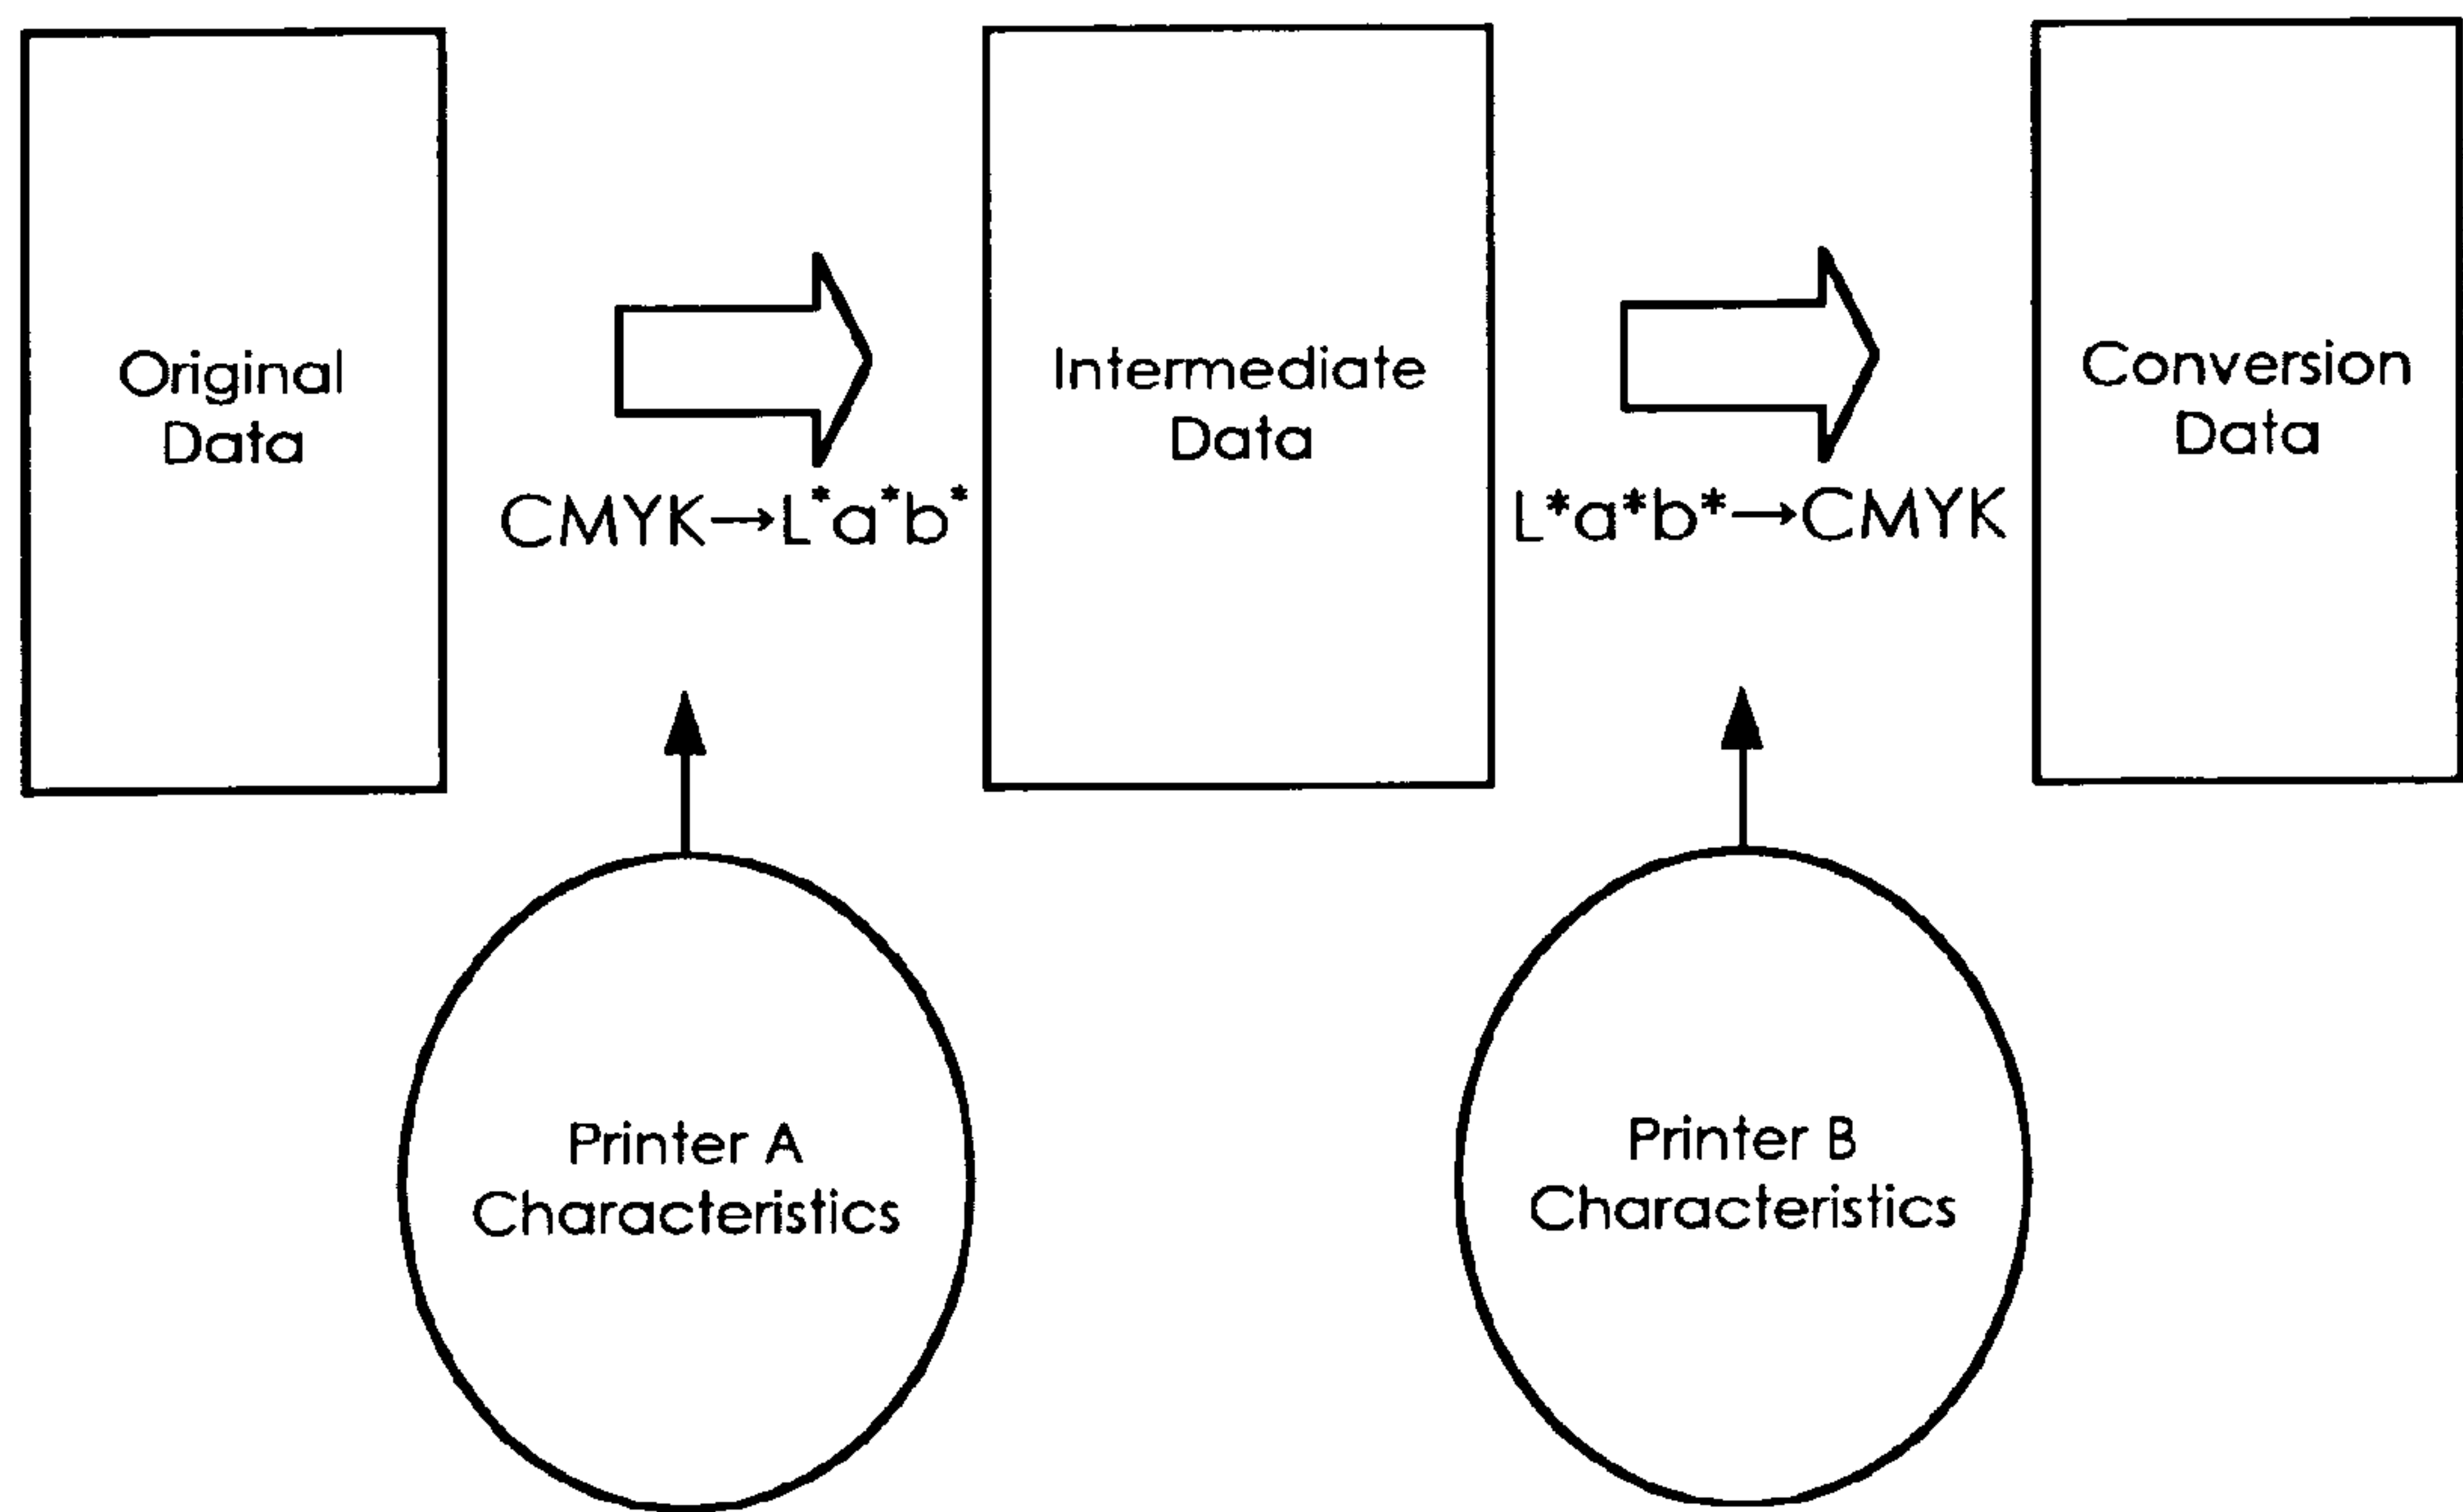 Original
Data
CMYK→L*a*b*
Intermediate
Data
L*a*b*→CMYK
Conversion
Data
Printer A
Characteristics
Printer B
Characteristics